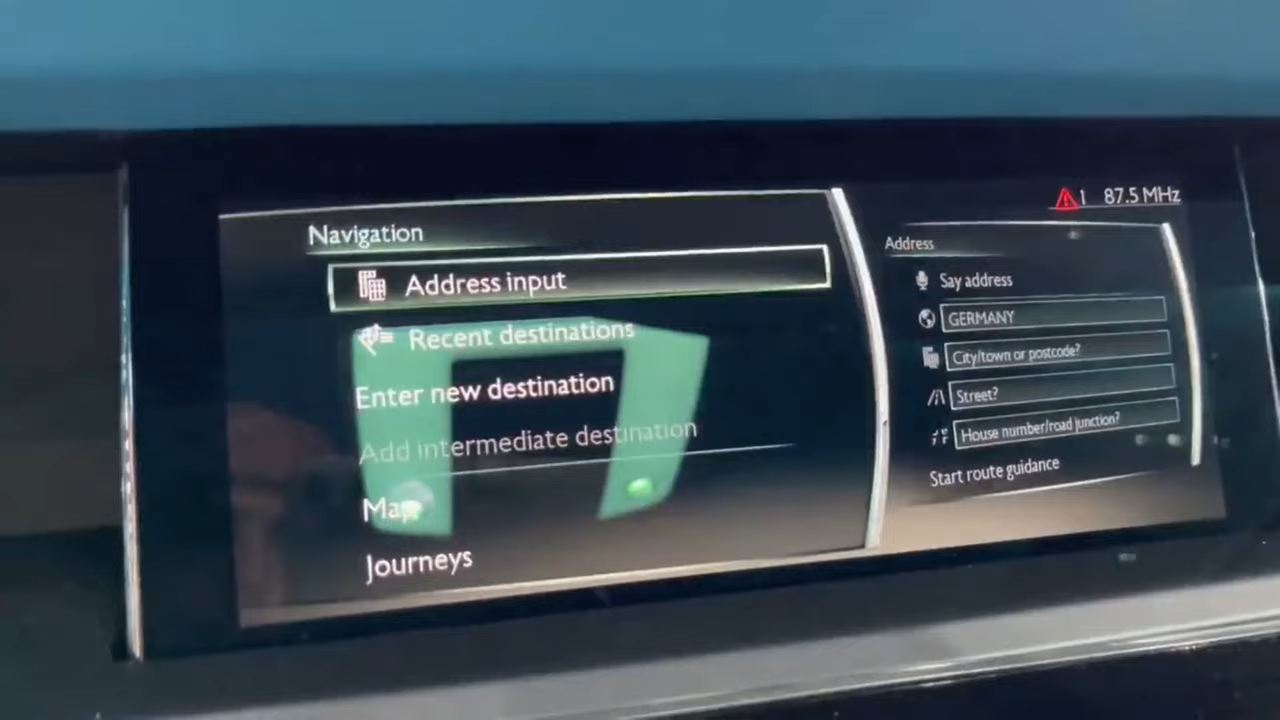 1 87.5 MHz
Navigation
Address input
Recent destinations
Enter new destination
Add intermediate destination
Map
Journeys
Address
Say address
GERMANY
City/town or postcode?
Street?
House number/road junction?
Start route guidance